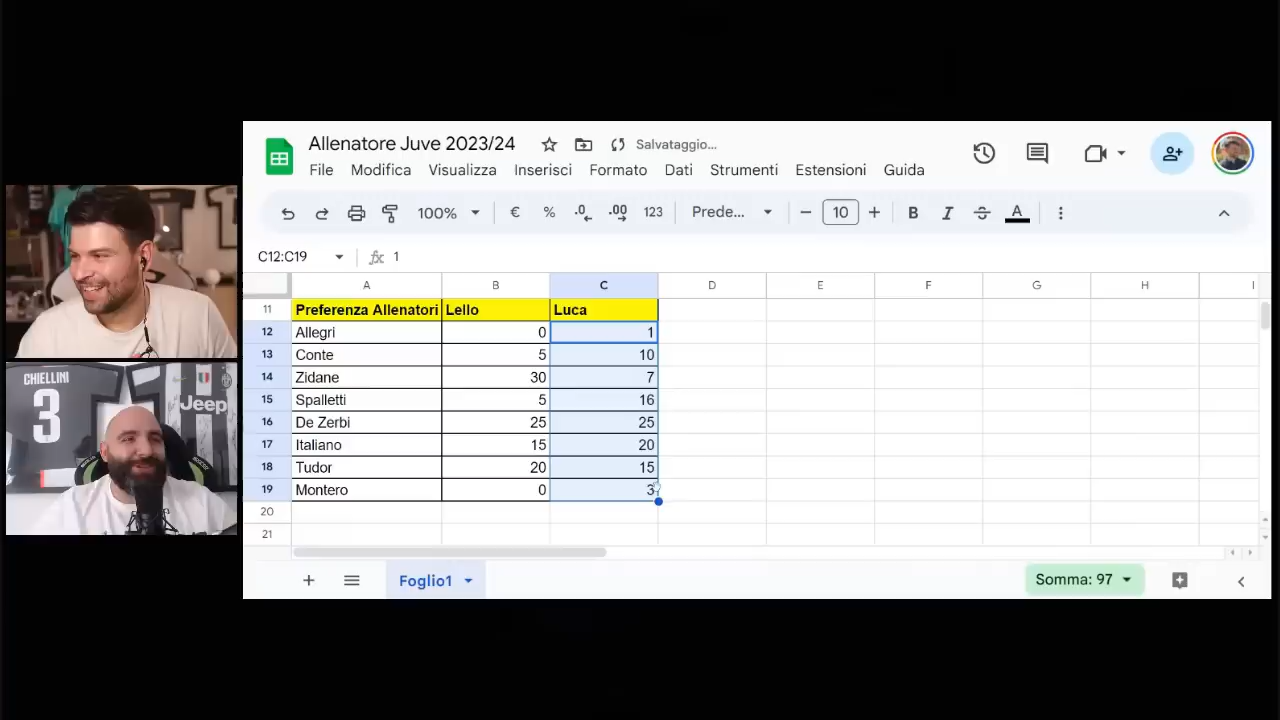 CHIELLINI
3
Jeep
Allenatore Juve 2023/24
Salvataggio...
File Modifica Visualizza Inserisci Formato Dati Strumenti Estensioni Guida
100% € % .0 .00 123 Prede... 10 B I S A
C12:C19 fx 1
A B C D E F G H I
11 Preferenza Allenatori Lello Luca
12 Allegri 0 1
13 Conte 5 10
14 Zidane 30 7
15 Spalletti 5 16
16 De Zerbi 25 25
17 Italiano 15 20
18 Tudor 20 15
19 Montero 0 3
20
21
Foglio1
Somma: 97